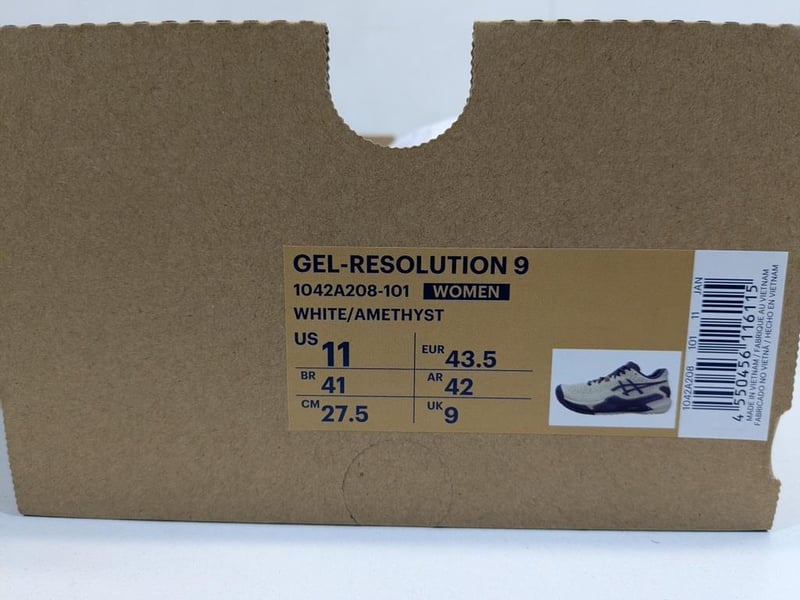 GEL-RESOLUTION 9
1042A208-101 WOMEN
WHITE/AMETHYST
US 11 EUR 43.5
BR 41 AR 42
CM 27.5 UK 9
1042A208 101 11 JAN
4 550456 116115
MADE IN VIETNAM / FABRIQUÉ AU VIETNAM
FABRICADO NO VIETNÃ / HECHO EN VIETNAM